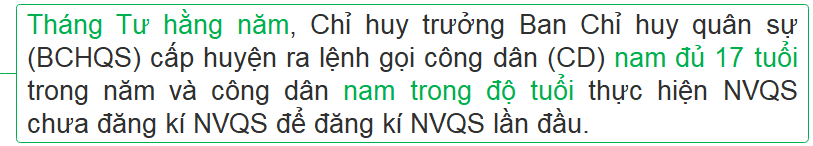 Tháng Tư hằng năm, Chỉ huy trưởng Ban Chỉ huy quân sự
(BCHQS) cấp huyện ra lệnh gọi công dân (CD) nam đủ 17 tuổi
trong năm và công dân nam trong độ tuổi thực hiện NVQS
chưa đăng kí NVQS để đăng kí NVQS lần đầu.